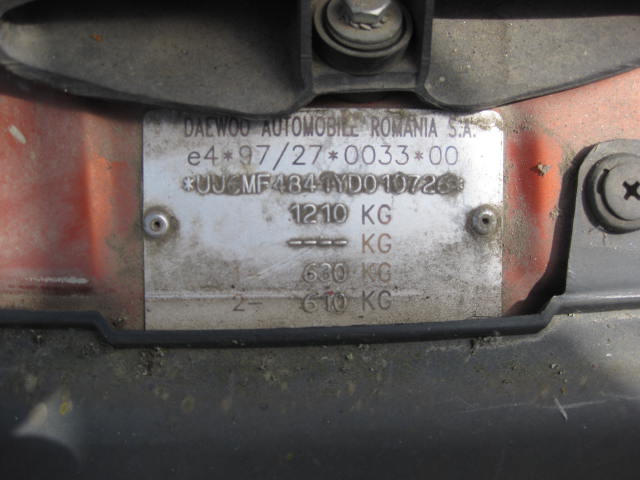 DAEWOO AUTOMOBILE ROMANIA S.A.
e4*97/27*0033*00
1210 KG
---- KG
1- 630 KG
2- 610 KG